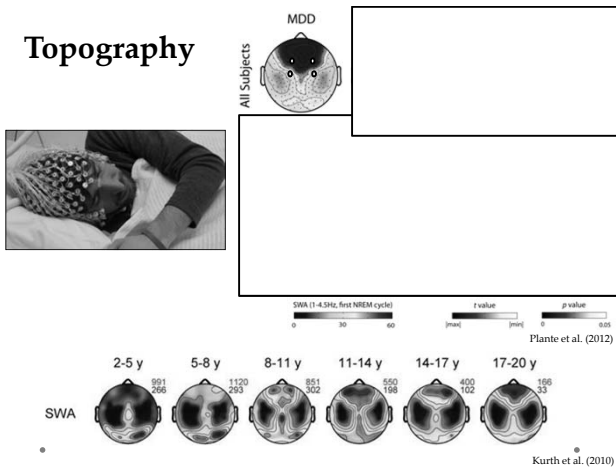 Topography
MDD
All Subjects
SWA (1-4.5Hz, first NREM cycle)
0 30 60
t value
|max| |min|
p value
0 0.05
Plante et al. (2012)
2-5 y 5-8 y 8-11 y 11-14 y 14-17 y 17-20 y
991 1120 851 550 400 166
266 293 302 198 102 33
SWA
Kurth et al. (2010)